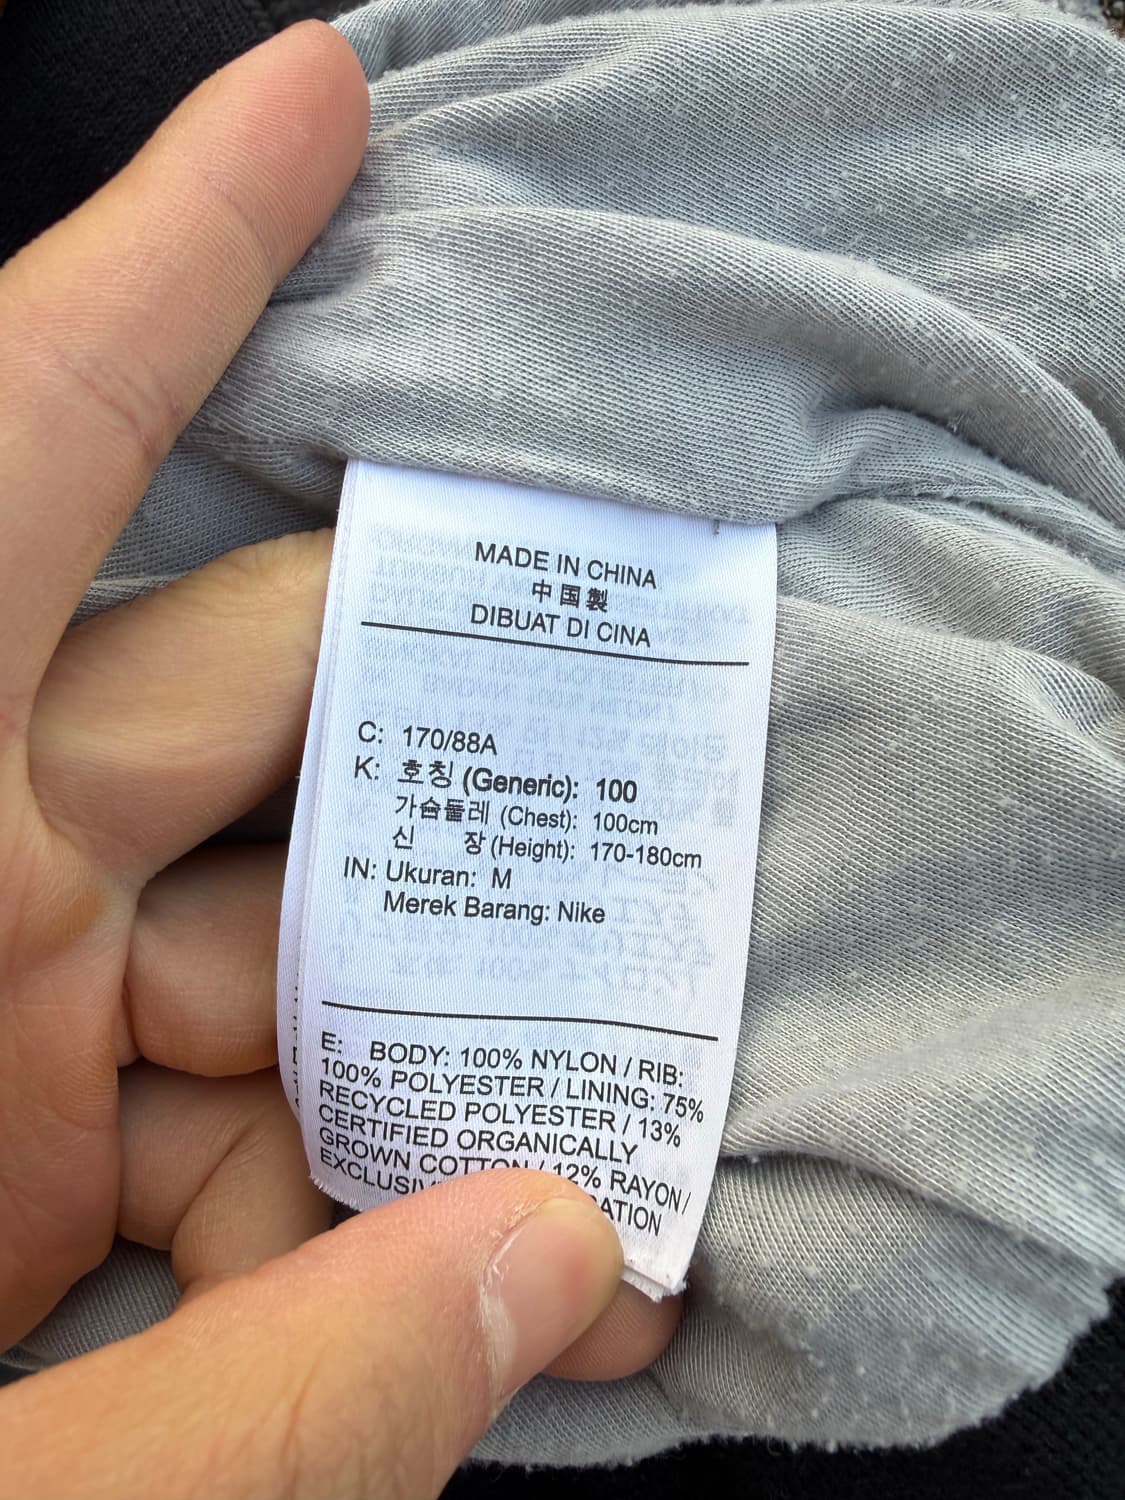 MADE IN CHINA
中国製
DIBUAT DI CINA
C: 170/88A
K: 호칭 (Generic): 100
가슴둘레 (Chest): 100cm
신 장 (Height): 170-180cm
IN: Ukuran: M
Merek Barang: Nike
E: BODY: 100% NYLON / RIB:
100% POLYESTER / LINING: 75%
RECYCLED POLYESTER / 13%
CERTIFIED ORGANICALLY
GROWN COTTON / 12% RAYON /